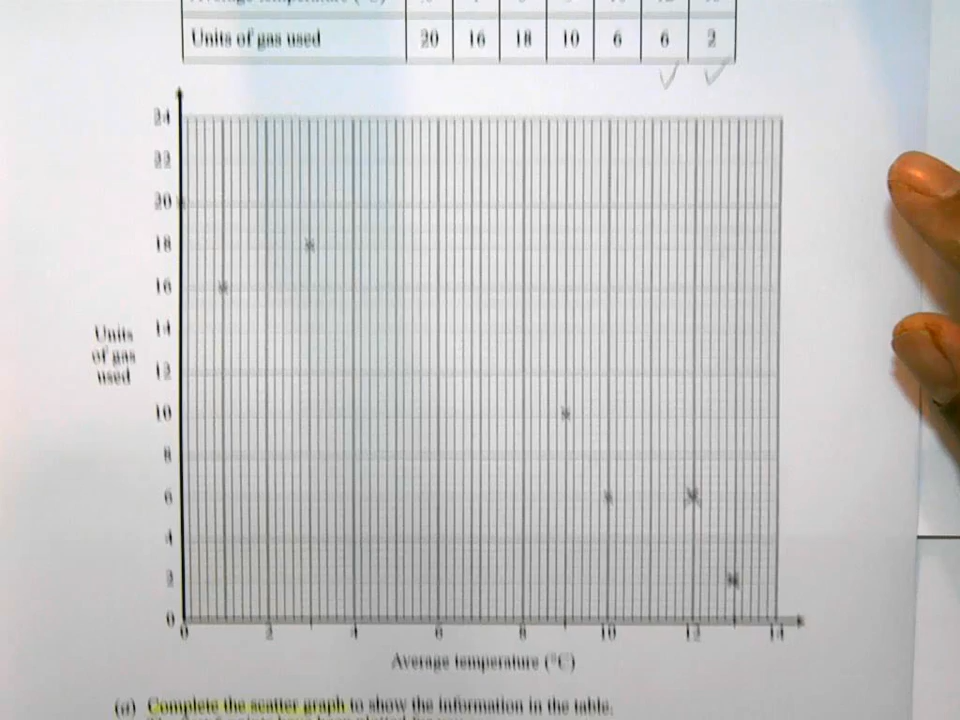 Average temperature (°C)
Units of gas used 20 16 18 10 6 6 2
24
22
20
18
16
Units
of gas
used
14
12
10
8
6
4
2
0
0 2 4 6 8 10 12 14
Average temperature (°C)
(a) Complete the scatter graph to show the information in the table.